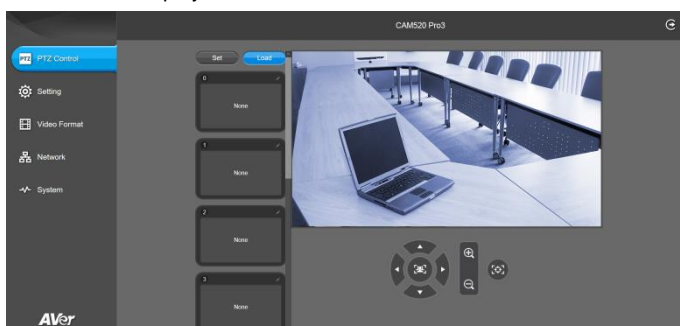 CAM520 Pro3
PTZ PTZ Control
Setting
Video Format
Network
System
Set Load
0
None
1
None
2
None
3
None
AVer